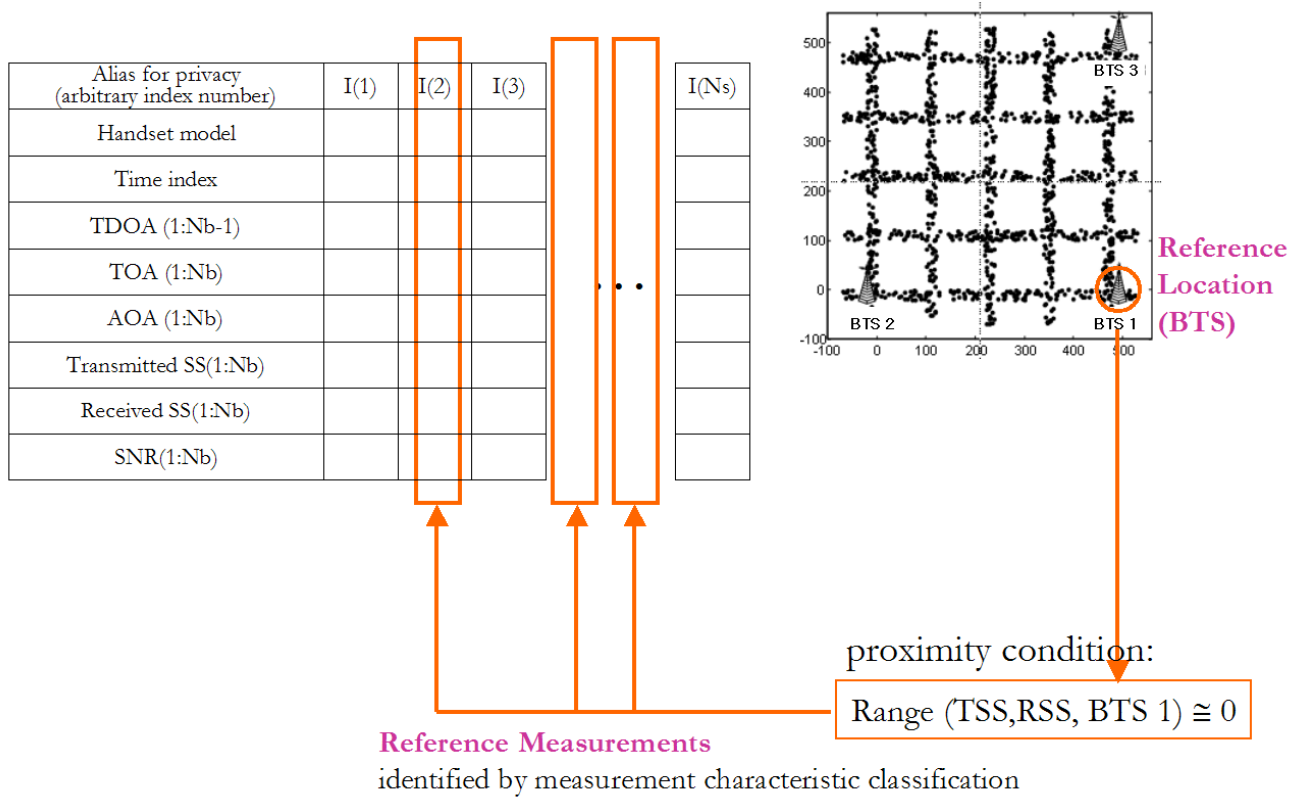 Alias for privacy
(arbitrary index number)
I(1)
I(2)
I(3)
I(Ns)
Handset model
Time index
TDOA (1:Nb-1)
TOA (1:Nb)
AOA (1:Nb)
Transmitted SS(1:Nb)
Received SS(1:Nb)
SNR(1:Nb)
...
500
400
300
200
100
0
-100
-100
0
100
200
300
400
500
BTS 3
BTS 2
BTS 1
Reference
Location
(BTS)
proximity condition:
Range (TSS,RSS, BTS 1) ≅ 0
Reference Measurements
identified by measurement characteristic classification